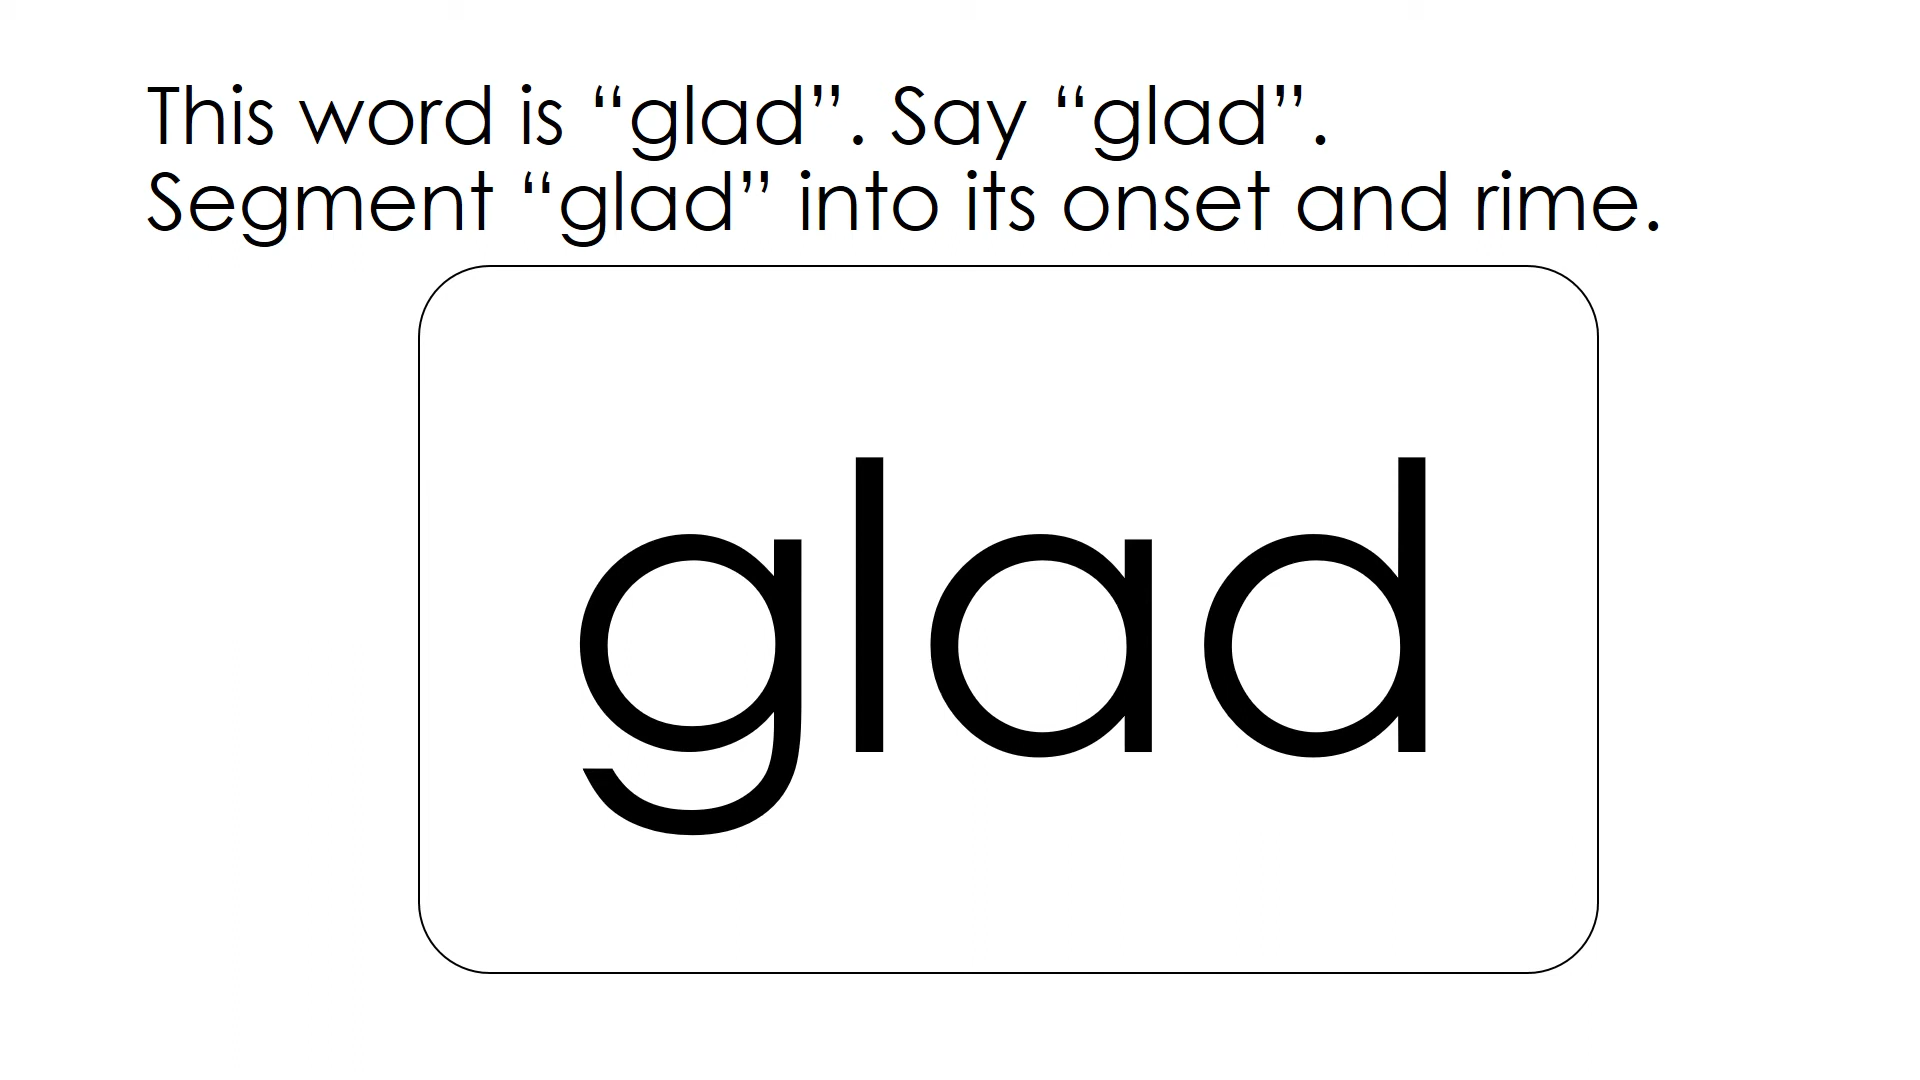 This word is “glad”. Say “glad”.
Segment “glad” into its onset and rime.
glad